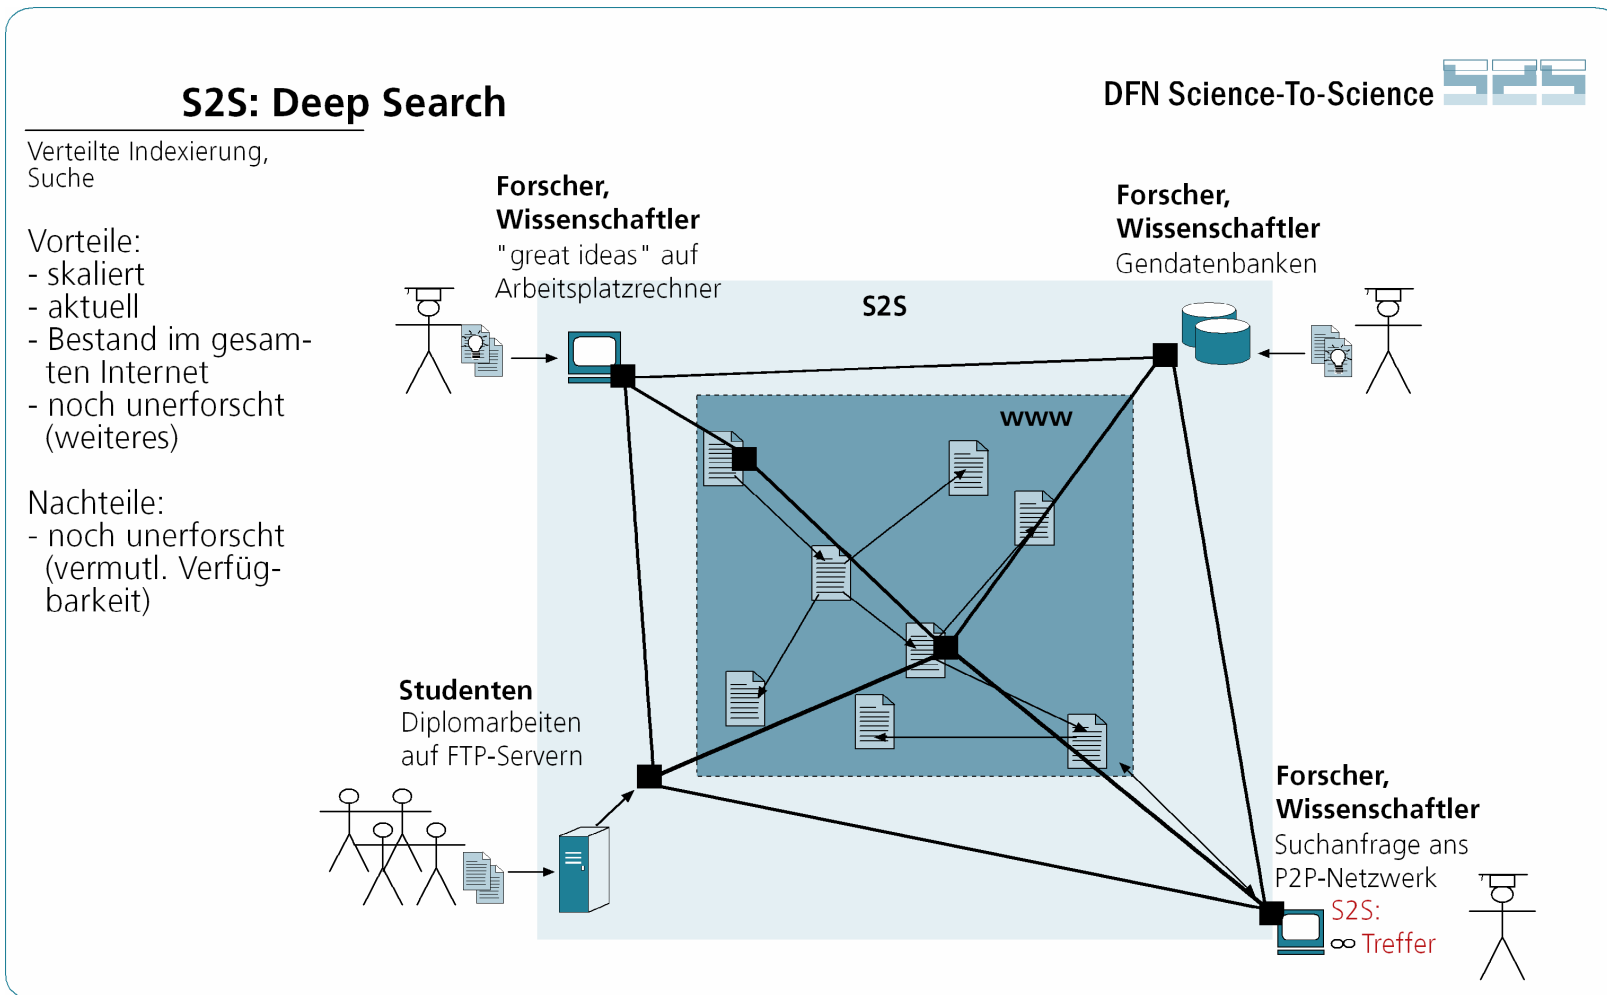 S2S: Deep Search
DFN Science-To-Science S2S
Verteilte Indexierung,
Suche
Vorteile:
- skaliert
- aktuell
- Bestand im gesam-
ten Internet
- noch unerforscht
(weiteres)
Nachteile:
- noch unerforscht
(vermutl. Verfüg-
barkeit)
Forscher,
Wissenschaftler
"great ideas" auf
Arbeitsplatzrechner
Forscher,
Wissenschaftler
Gendatenbanken
S2S
www
Studenten
Diplomarbeiten
auf FTP-Servern
Forscher,
Wissenschaftler
Suchanfrage ans
P2P-Netzwerk
S2S:
∞ Treffer